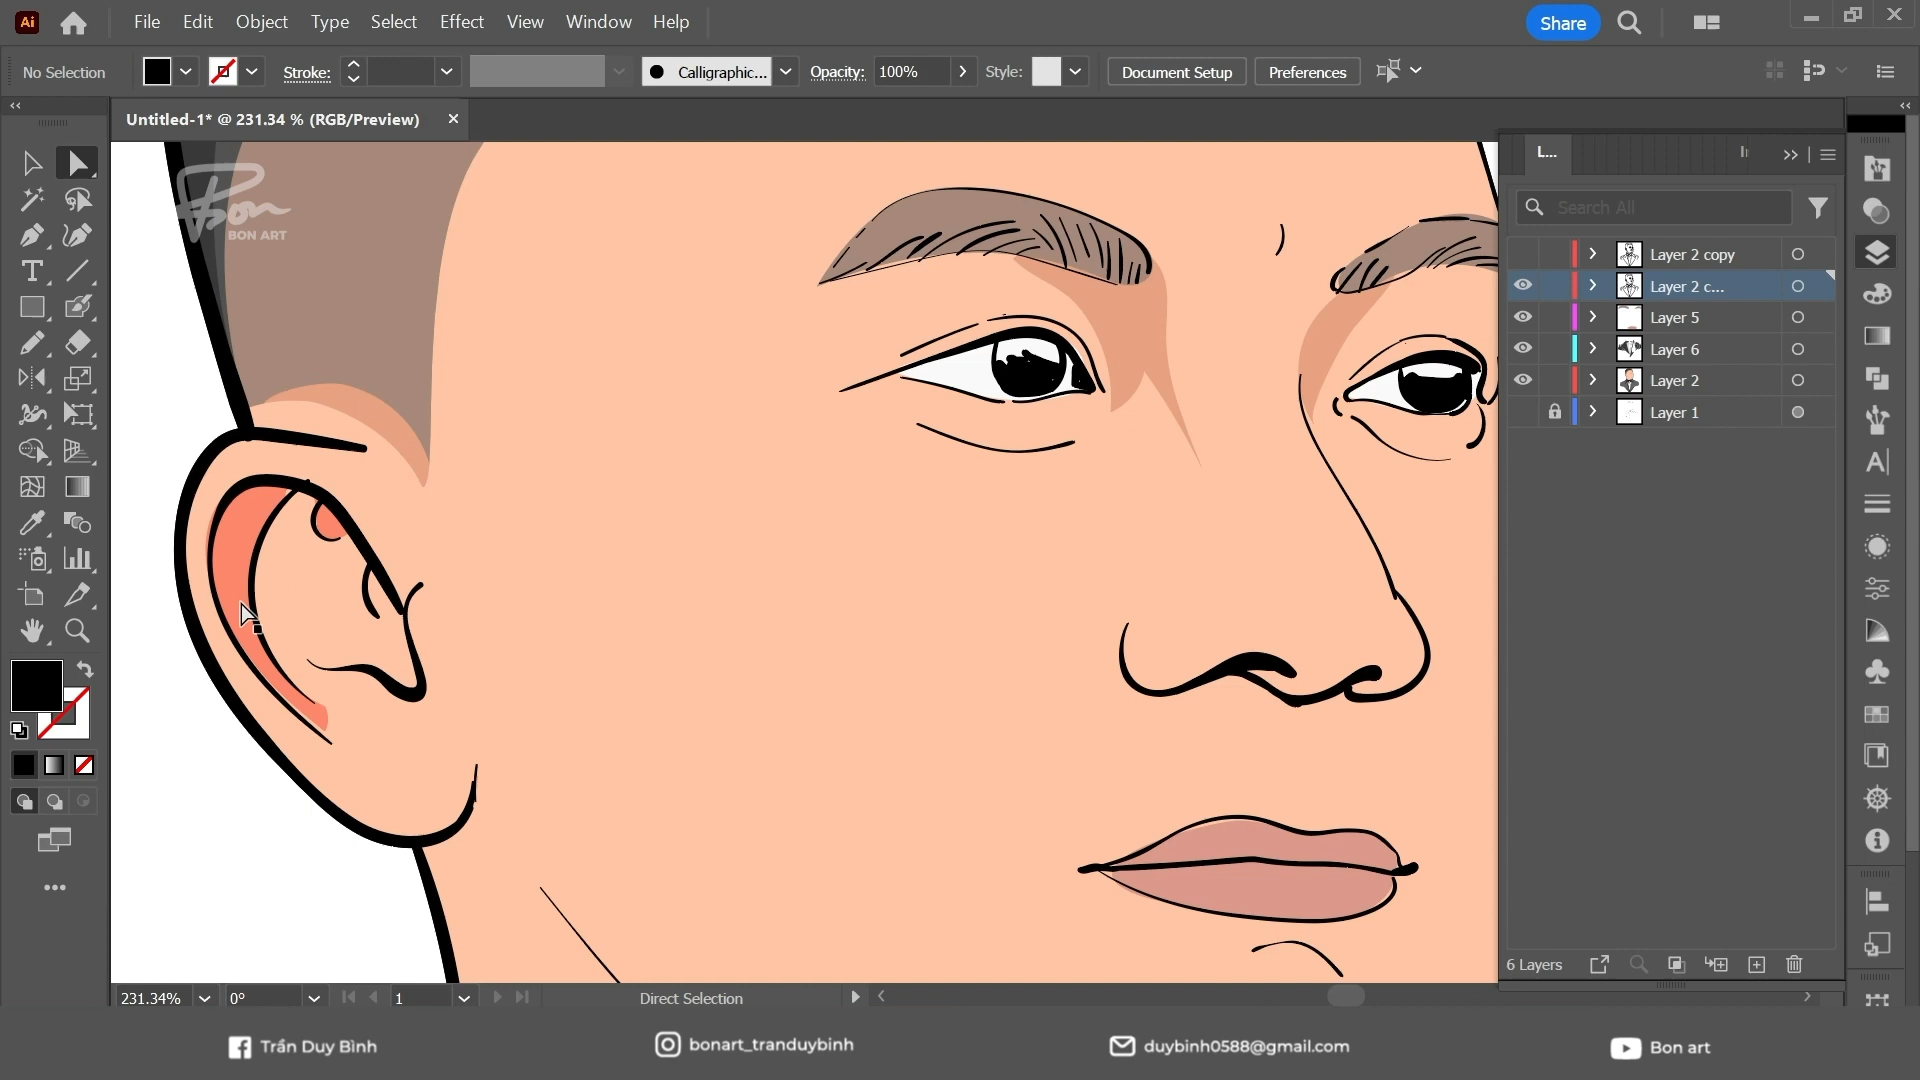 Ai
File Edit Object Type Select Effect View Window Help
Share
No Selection
Stroke:
Calligraphic...
Opacity: 100%
Style:
Document Setup
Preferences
Untitled-1* @ 231.34 % (RGB/Preview)
Bon
BON ART
L...
Search All
Layer 2 copy
Layer 2 c...
Layer 5
Layer 6
Layer 2
Layer 1
6 Layers
231.34%
0°
1
Direct Selection
Trần Duy Bình
bonart_tranduybinh
duybinh0588@gmail.com
Bon art